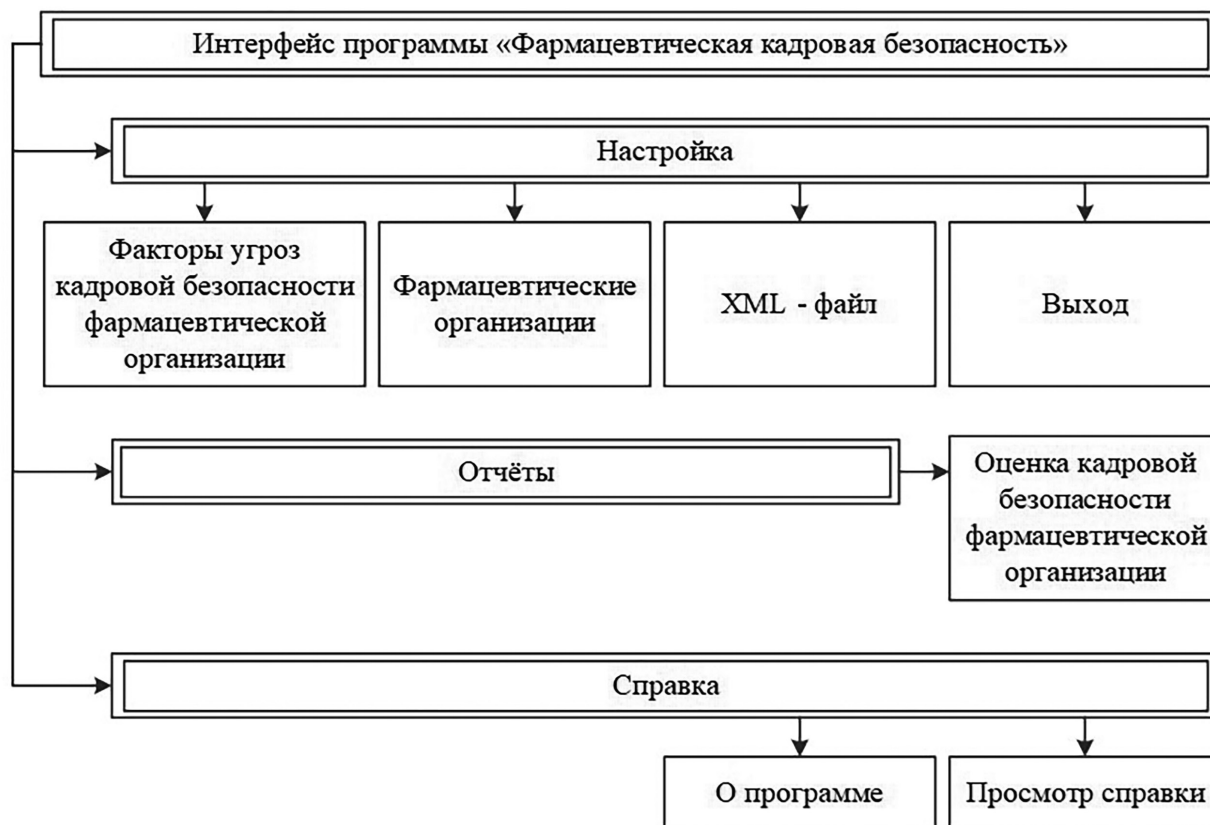 Интерфейс программы «Фармацевтическая кадровая безопасность»
Настройка
Факторы угроз
кадровой безопасности
фармацевтической
организации
Фармацевтические
организации
XML - файл
Выход
Отчёты
Оценка кадровой
безопасности
фармацевтической
организации
Справка
О программе
Просмотр справки